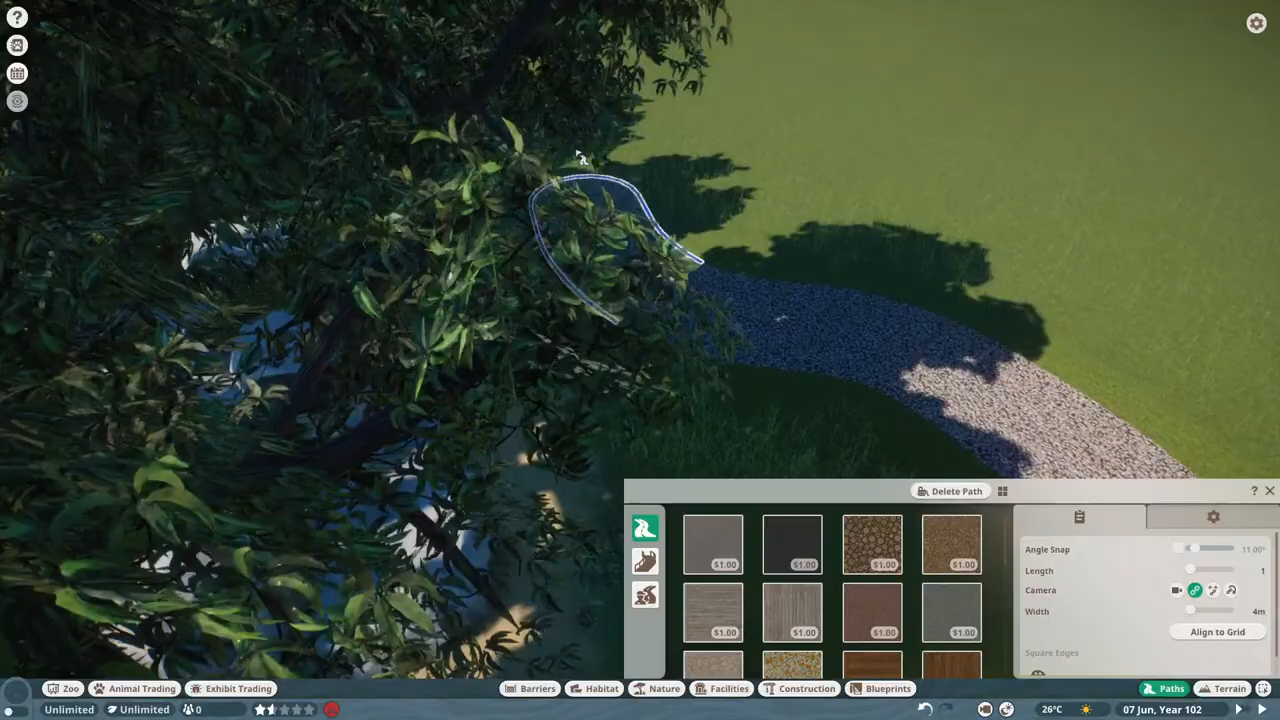 ?
Delete Path
?
$1.00 $1.00 $1.00 $1.00
$1.00 $1.00 $1.00 $1.00
Angle Snap 11.00°
Length 1
Camera
Width 4m
Align to Grid
Square Edges
Zoo Animal Trading Exhibit Trading Barriers Habitat Nature Facilities Construction Blueprints Paths Terrain
Unlimited Unlimited 0 26°C 07 Jun, Year 102